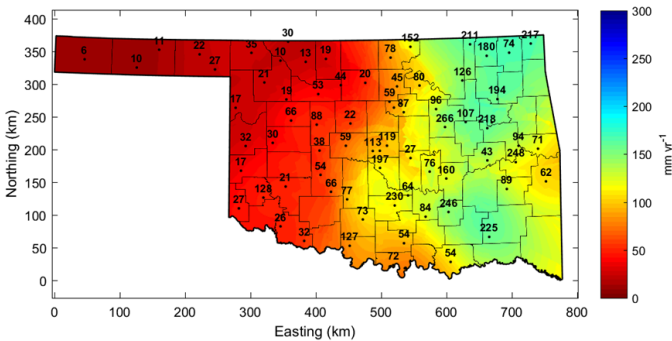 400
350
300
250
200
150
100
50
0
Northing (km)
0 100 200 300 400 500 600 700 800
Easting (km)
30
6 10 11 22 27 35 10 13 19 152 211 180 74 217
21 19 53 44 20 78 45 80 126 194
17 66 88 22 59 87 96 266 107 218
32 30 38 59 113 119 197 27 43 94 248 71
17 21 54 66 76 160 89 62
27 128 77 230 64 246
26 32 127 73 84 54 225
72 54
300
250
200
150
100
50
0
mm yr⁻¹